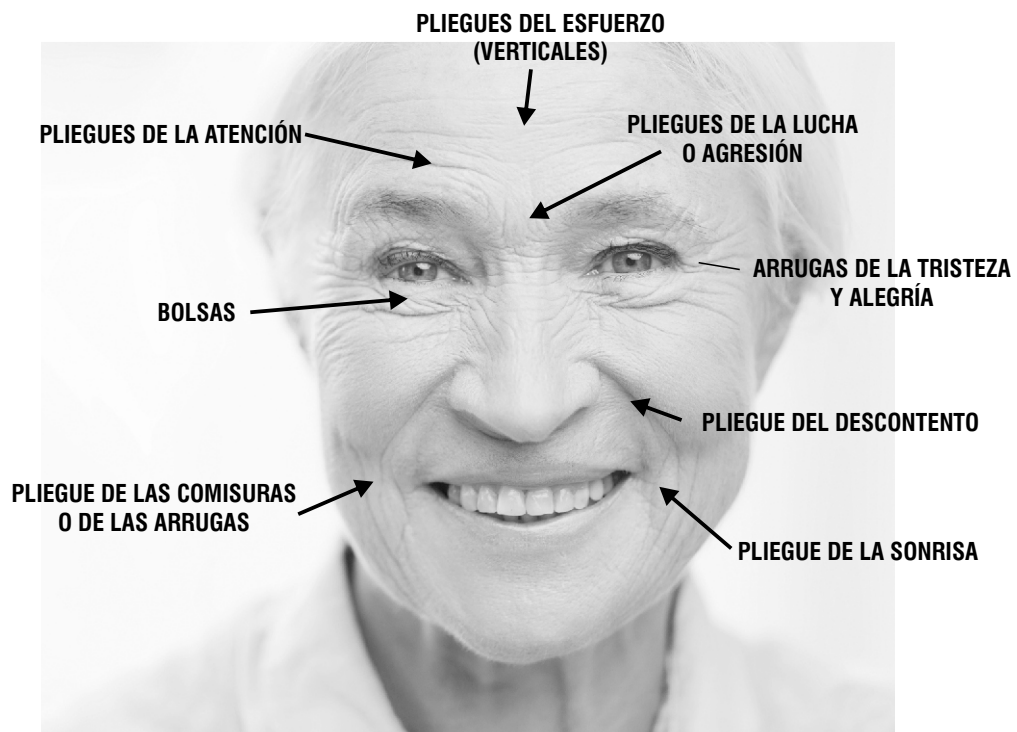 PLIEGUES DEL ESFUERZO
(VERTICALES)
PLIEGUES DE LA ATENCIÓN
PLIEGUES DE LA LUCHA
O AGRESIÓN
ARRUGAS DE LA TRISTEZA
Y ALEGRÍA
BOLSAS
PLIEGUE DEL DESCONTENTO
PLIEGUE DE LAS COMISURAS
O DE LAS ARRUGAS
PLIEGUE DE LA SONRISA